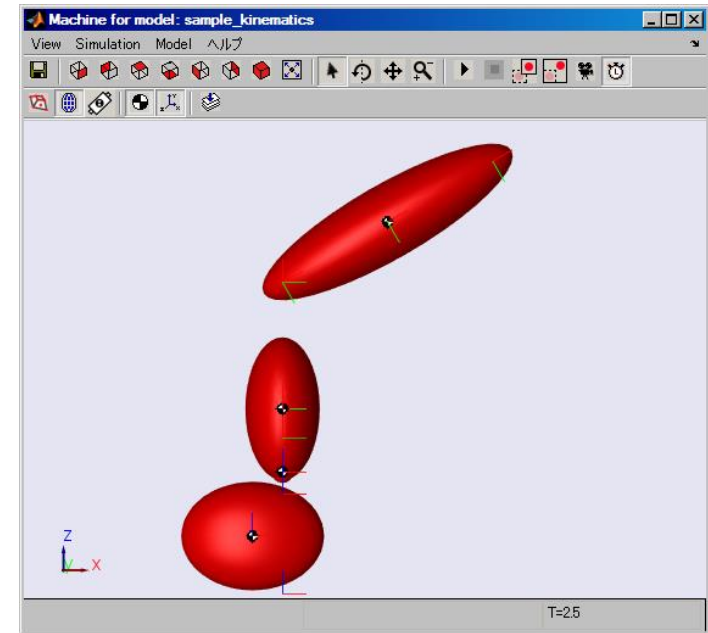 Machine for model: sample_kinematics
View Simulation Model ヘルプ
Z
Y X
T=2.5